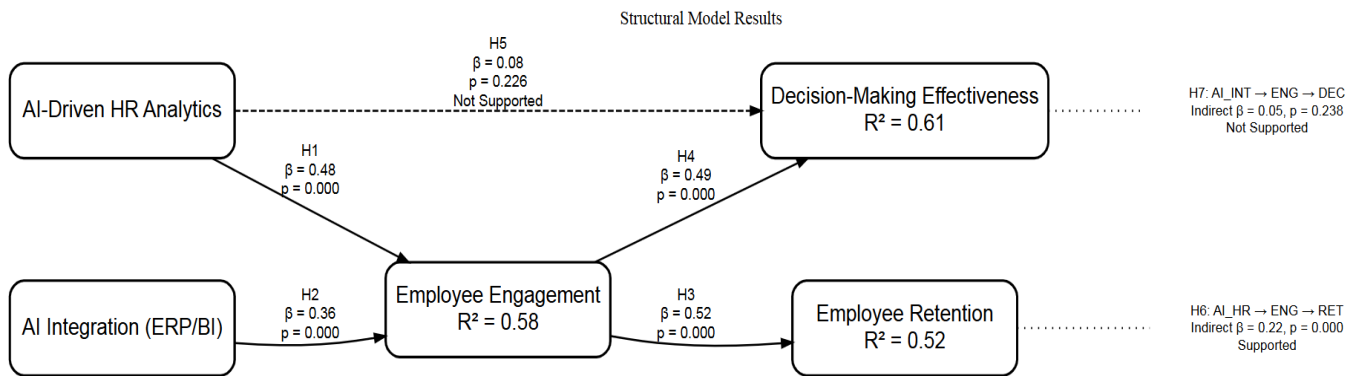 Structural Model Results
H5
β = 0.08
p = 0.226
Not Supported
AI-Driven HR Analytics
Decision-Making Effectiveness
R² = 0.61
H7: AI_INT → ENG → DEC
Indirect β = 0.05, p = 0.238
Not Supported
H1
β = 0.48
p = 0.000
H4
β = 0.49
p = 0.000
AI Integration (ERP/BI)
H2
β = 0.36
p = 0.000
Employee Engagement
R² = 0.58
H3
β = 0.52
p = 0.000
Employee Retention
R² = 0.52
H6: AI_HR → ENG → RET
Indirect β = 0.22, p = 0.000
Supported